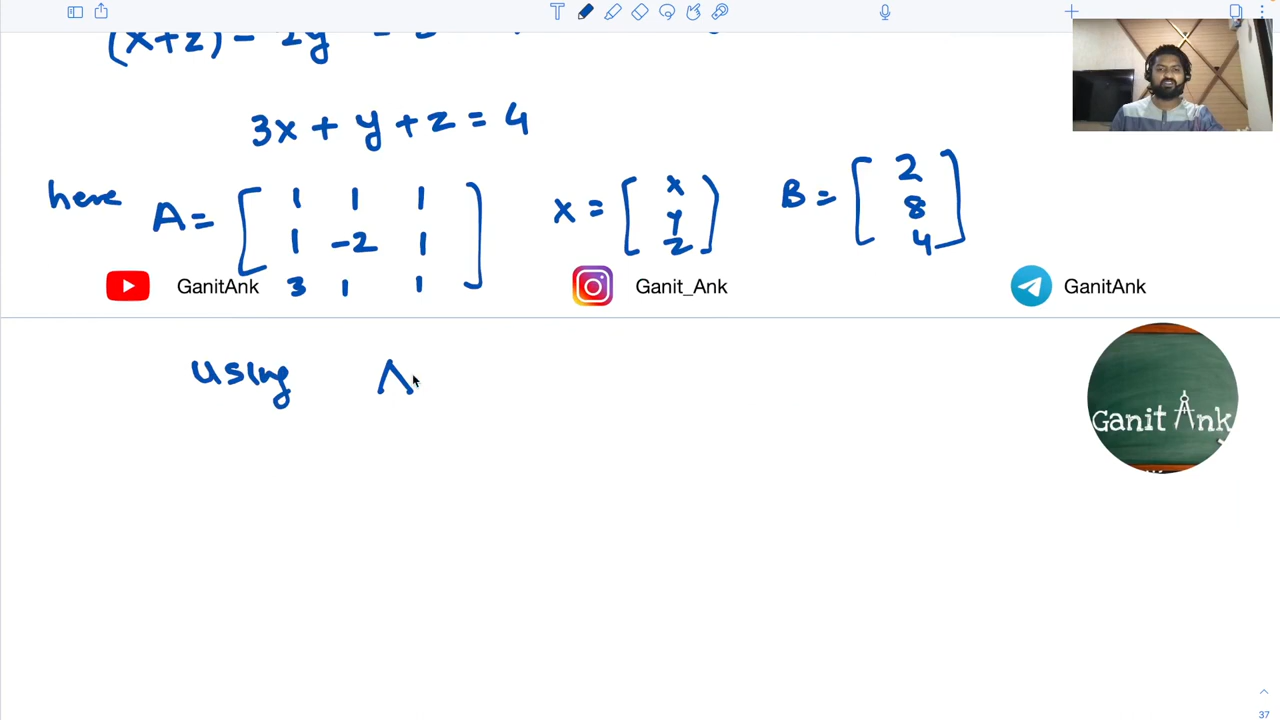 (x+z) - 2y
3x + y + z = 4
here A = [ 1 1 1 X = [ x B = [ 2
1 -2 1 y 8
3 1 1 ] z ] 4 ]
GanitAnk Ganit_Ank GanitAnk
using
Ganit Ank
37